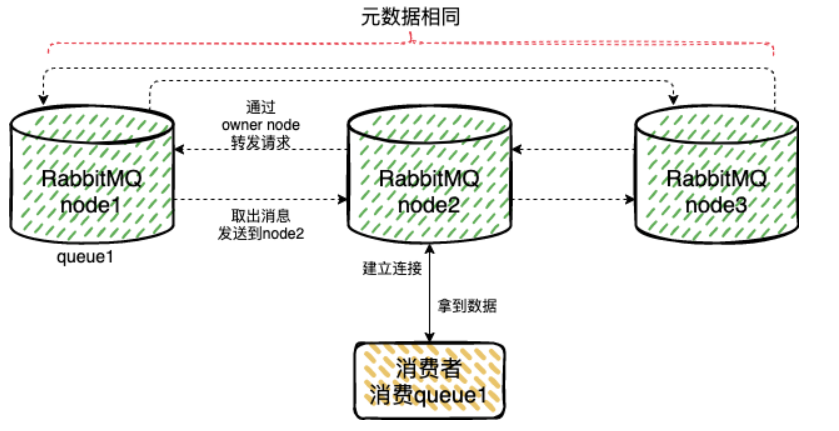 元数据相同
通过
owner node
转发请求
RabbitMQ
node1
RabbitMQ
node2
RabbitMQ
node3
取出消息
发送到node2
queue1
建立连接
拿到数据
消费者
消费queue1